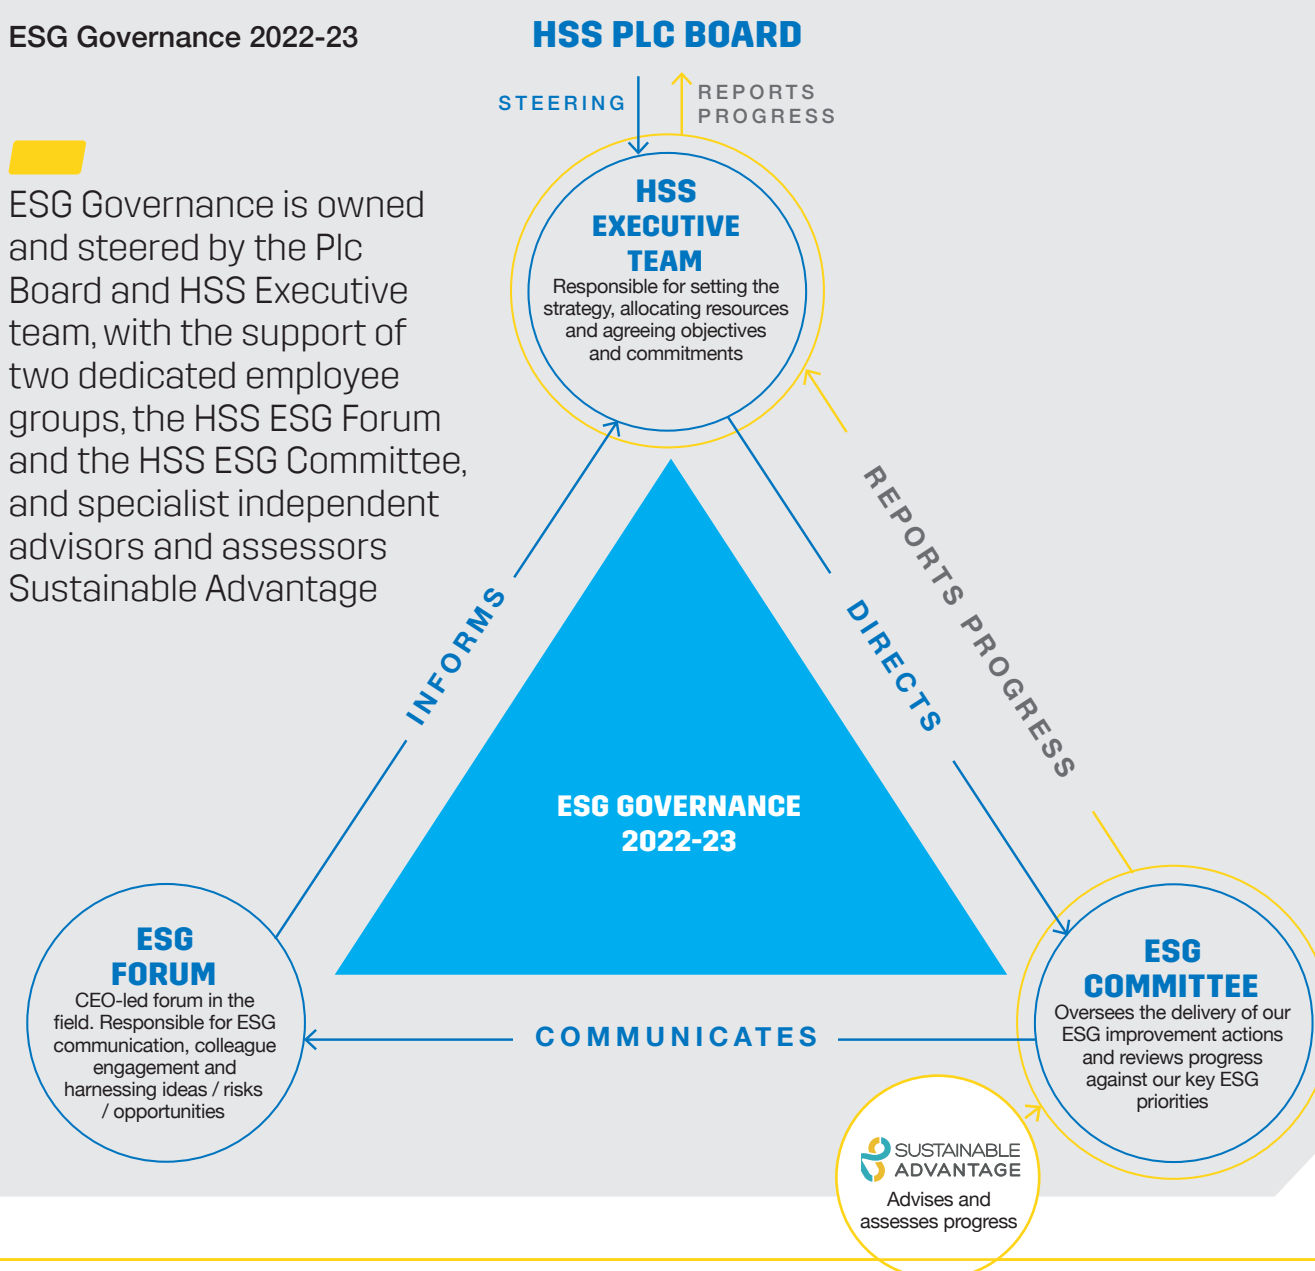 ESG Governance 2022-23
HSS PLC BOARD
STEERING
REPORTS
PROGRESS
ESG Governance is owned
and steered by the Plc
Board and HSS Executive
team, with the support of
two dedicated employee
groups, the HSS ESG Forum
and the HSS ESG Committee,
and specialist independent
advisors and assessors
Sustainable Advantage
HSS
EXECUTIVE
TEAM
Responsible for setting the
strategy, allocating resources
and agreeing objectives
and commitments
INFORMS
DIRECTS
REPORTS PROGRESS
ESG GOVERNANCE
2022-23
ESG
FORUM
CEO-led forum in the
field. Responsible for ESG
communication, colleague
engagement and
harnessing ideas / risks
/ opportunities
COMMUNICATES
ESG
COMMITTEE
Oversees the delivery of our
ESG improvement actions
and reviews progress
against our key ESG
priorities
SUSTAINABLE
ADVANTAGE
Advises and
assesses progress